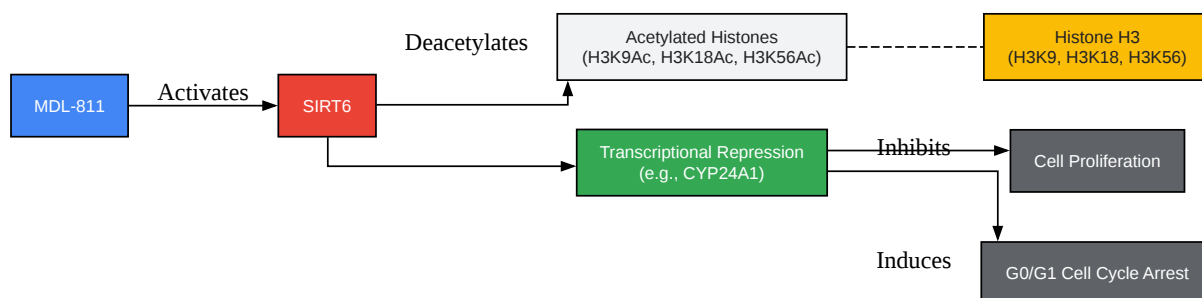 Deacetylates
Acetylated Histones
(H3K9Ac, H3K18Ac, H3K56Ac)
Histone H3
(H3K9, H3K18, H3K56)
MDL-811
Activates
SIRT6
Transcriptional Repression
(e.g., CYP24A1)
Inhibits
Cell Proliferation
Induces
G0/G1 Cell Cycle Arrest